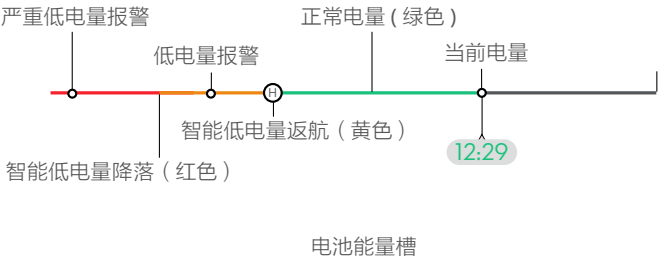 严重低电量报警
正常电量 ( 绿色 )
低电量报警
当前电量
H
智能低电量返航（黄色）
12:29
智能低电量降落（红色）
电池能量槽